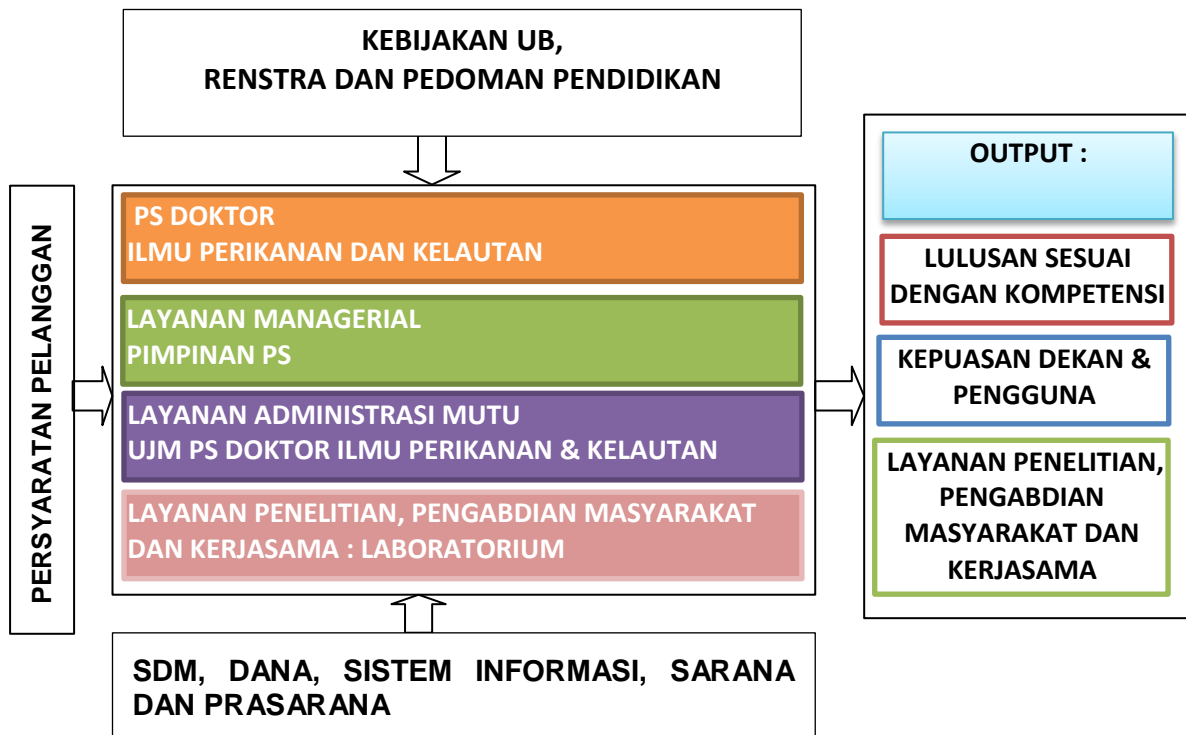 KEBIJAKAN UB,
RENSTRA DAN PEDOMAN PENDIDIKAN
PERSYARATAN PELANGGAN
PS DOKTOR
ILMU PERIKANAN DAN KELAUTAN
LAYANAN MANAGERIAL
PIMPINAN PS
LAYANAN ADMINISTRASI MUTU
UJM PS DOKTOR ILMU PERIKANAN & KELAUTAN
LAYANAN PENELITIAN, PENGABDIAN MASYARAKAT
DAN KERJASAMA : LABORATORIUM
SDM, DANA, SISTEM INFORMASI, SARANA
DAN PRASARANA
OUTPUT :
LULUSAN SESUAI
DENGAN KOMPETENSI
KEPUASAN DEKAN &
PENGGUNA
LAYANAN PENELITIAN,
PENGABDIAN
MASYARAKAT DAN
KERJASAMA